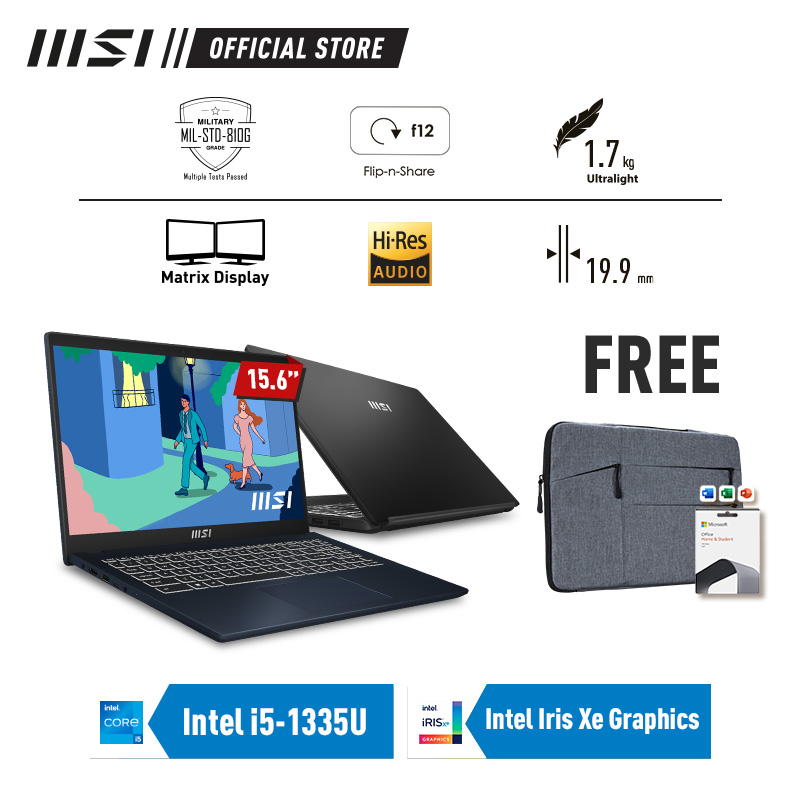 msi
OFFICIAL STORE
MILITARY
MIL-STD-810G
GRADE
Multiple Tests Passed
f12
Flip-n-Share
1.7 kg
Ultralight
Matrix Display
Hi-Res
AUDIO
19.9 mm
15.6”
msi
msi
msi
FREE
Microsoft
Office
Home & Student
intel.
CORE
i5
Intel i5-1335U
intel.
iRIS Xe
GRAPHICS
Intel Iris Xe Graphics